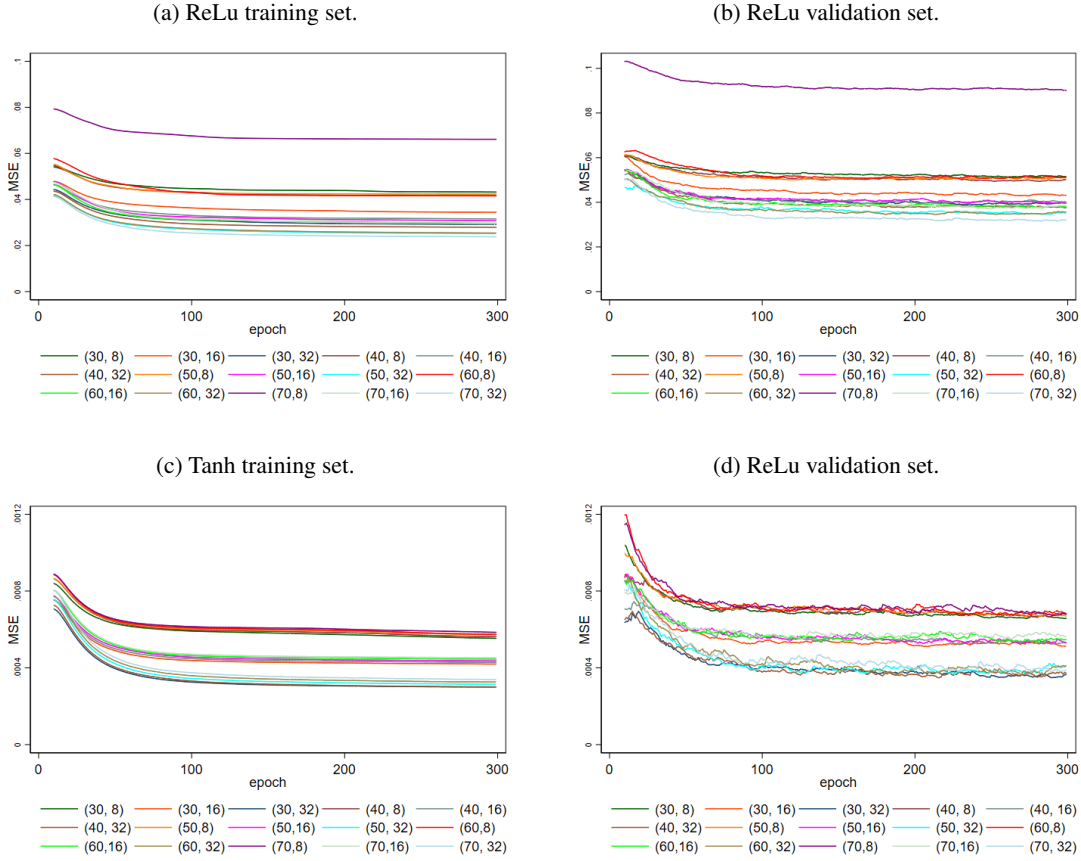 (a) ReLu training set.
(b) ReLu validation set.
MSE
0 .02 .04 .06 .08 .1
0 100 200 300
epoch
(30, 8) (30, 16) (30, 32) (40, 8) (40, 16)
(40, 32) (50,8) (50,16) (50, 32) (60,8)
(60,16) (60, 32) (70,8) (70,16) (70, 32)
MSE
0 .02 .04 .06 .08 .1
0 100 200 300
epoch
(30, 8) (30, 16) (30, 32) (40, 8) (40, 16)
(40, 32) (50,8) (50,16) (50, 32) (60,8)
(60,16) (60, 32) (70,8) (70,16) (70, 32)
(c) Tanh training set.
(d) ReLu validation set.
MSE
0 .0004 .0008 .0012
0 100 200 300
epoch
(30, 8) (30, 16) (30, 32) (40, 8) (40, 16)
(40, 32) (50,8) (50,16) (50, 32) (60,8)
(60,16) (60, 32) (70,8) (70,16) (70, 32)
MSE
0 .0004 .0008 .0012
0 100 200 300
epoch
(30, 8) (30, 16) (30, 32) (40, 8) (40, 16)
(40, 32) (50,8) (50,16) (50, 32) (60,8)
(60,16) (60, 32) (70,8) (70,16) (70, 32)